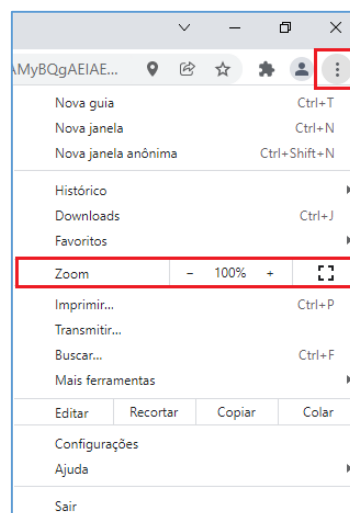 AMyBQgAEIAE...
Nova guia Ctrl+T
Nova janela Ctrl+N
Nova janela anônima Ctrl+Shift+N
Histórico
Downloads Ctrl+J
Favoritos
Zoom - 100% +
Imprimir... Ctrl+P
Transmitir...
Buscar... Ctrl+F
Mais ferramentas
Editar Recortar Copiar Colar
Configurações
Ajuda
Sair